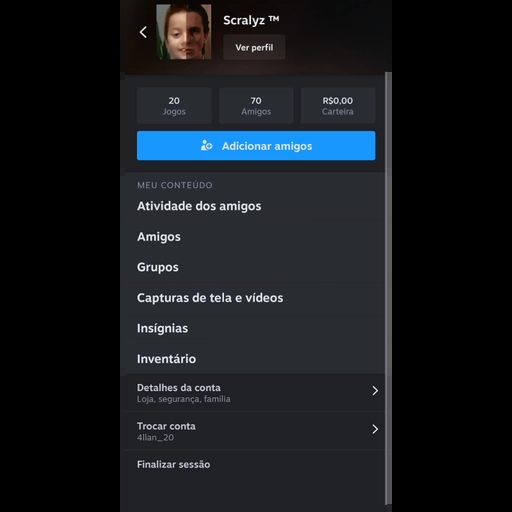 Scralyz ™
Ver perfil
20
Jogos
70
Amigos
R$0,00
Carteira
Adicionar amigos
MEU CONTEÚDO
Atividade dos amigos
Amigos
Grupos
Capturas de tela e vídeos
Insígnias
Inventário
Detalhes da conta
Loja, segurança, família
Trocar conta
4llan_20
Finalizar sessão